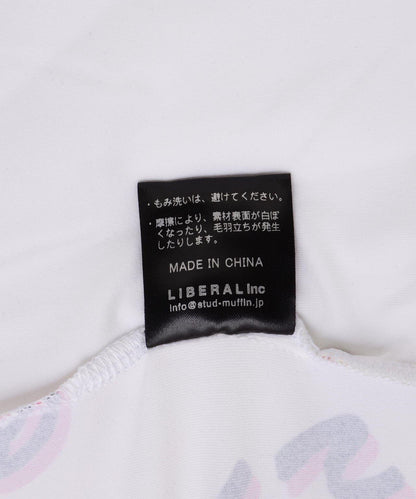 ・もみ洗いは、避けてください。
・摩擦により、素材表面が白ぼ
くなったり、毛羽立ちが発生
したりします。
MADE IN CHINA
LIBERAL Inc
info@stud-muffin.jp